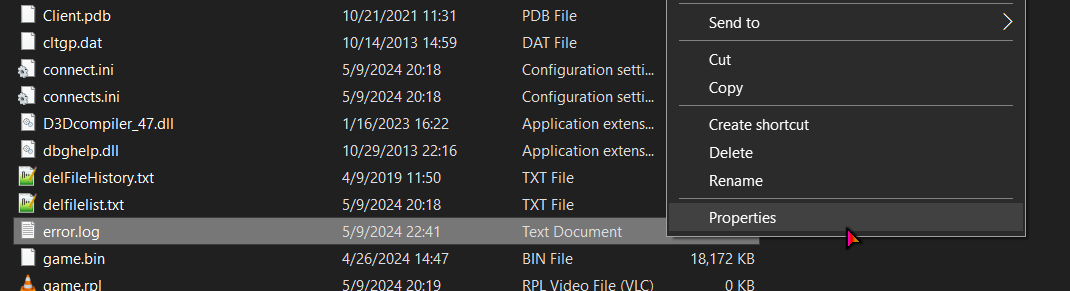 Client.pdb 10/21/2021 11:31 PDB File
cltgp.dat 10/14/2013 14:59 DAT File
connect.ini 5/9/2024 20:18 Configuration setti...
connects.ini 5/9/2024 20:18 Configuration setti...
D3Dcompiler_47.dll 1/16/2023 16:22 Application extens...
dbghelp.dll 10/29/2013 22:16 Application extens...
delFileHistory.txt 4/9/2019 11:50 TXT File
delfilelist.txt 5/9/2024 20:18 TXT File
error.log 5/9/2024 22:41 Text Document
game.bin 4/26/2024 14:47 BIN File 18,172 KB
game.rpl 5/9/2024 20:19 RPL Video File (VLC) 0 KB
Send to
Cut
Copy
Create shortcut
Delete
Rename
Properties